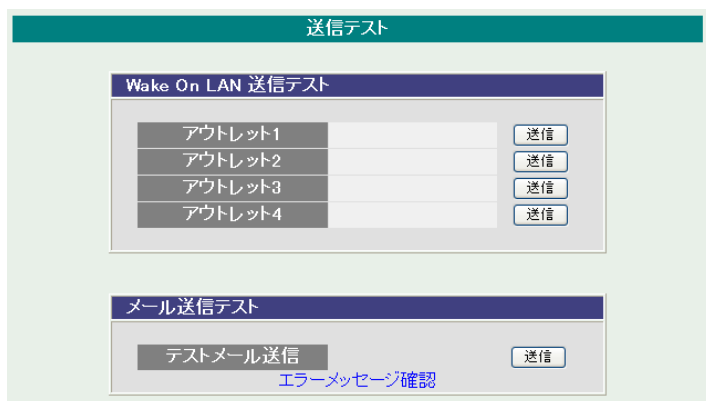 送信テスト
Wake On LAN 送信テスト
アウトレット1 送信
アウトレット2 送信
アウトレット3 送信
アウトレット4 送信
メール送信テスト
テストメール送信 送信
エラーメッセージ確認